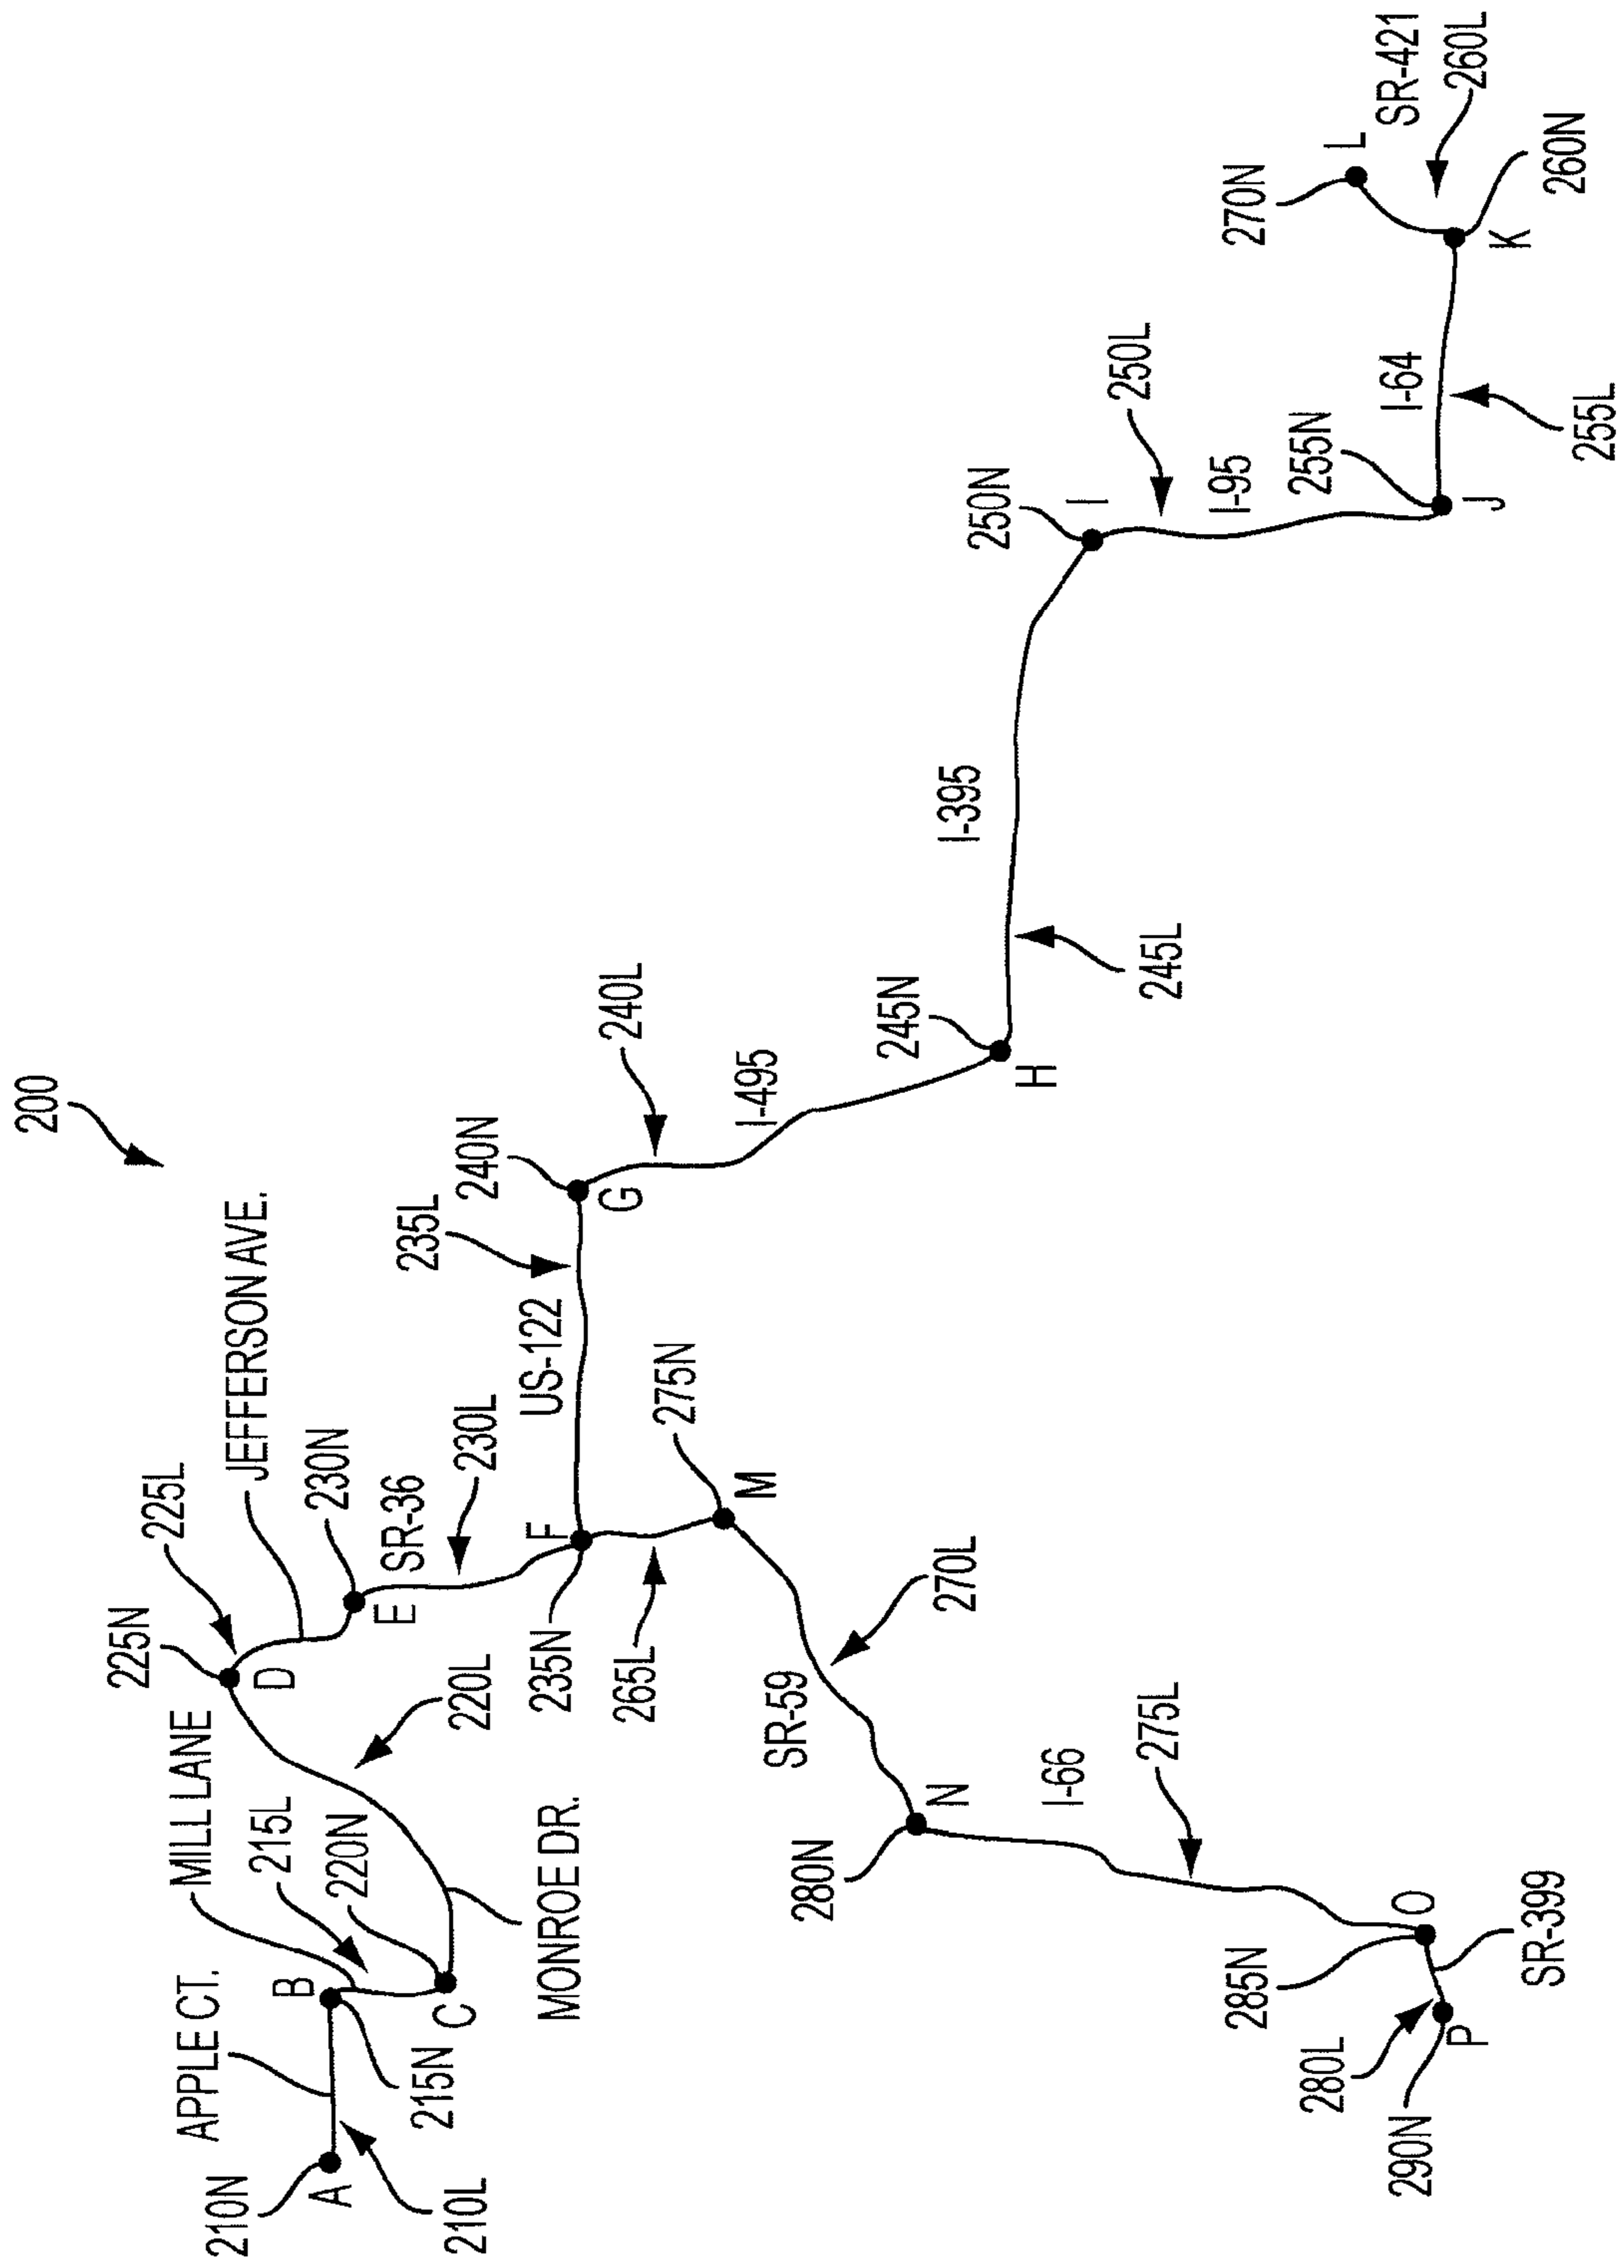 200
APPLE CT.
MILL LANE
225N
225L
JEFFERSON AVE.
210N
A
210L
B
215N
215L
220N
C
MONROE DR.
220L
D
230N
E
SR-36
230L
235N
F
265L
US-122
235L
240N
G
240L
I-495
275N
M
SR-59
270L
245N
H
I-395
245L
280N
N
I-66
275L
250N
I
250L
I-95
255N
J
I-64
255L
270N
L
SR-421
260L
K
260N
285N
O
SR-399
280L
P
290N